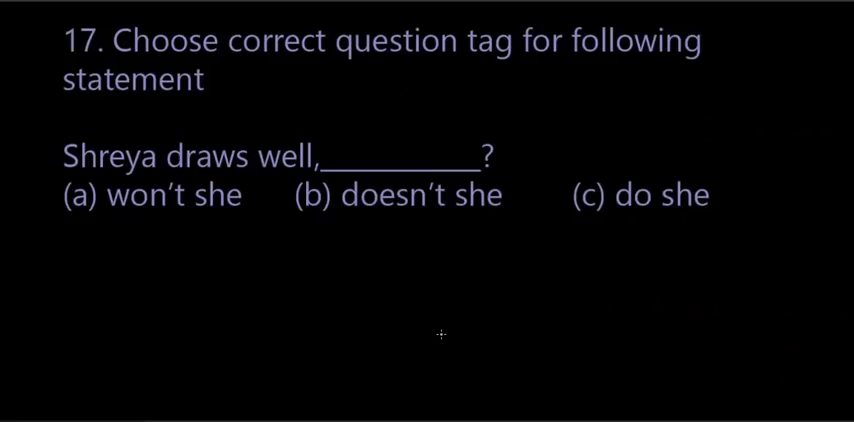 17. Choose correct question tag for following
statement
Shreya draws well,___________?
(a) won't she (b) doesn't she (c) do she